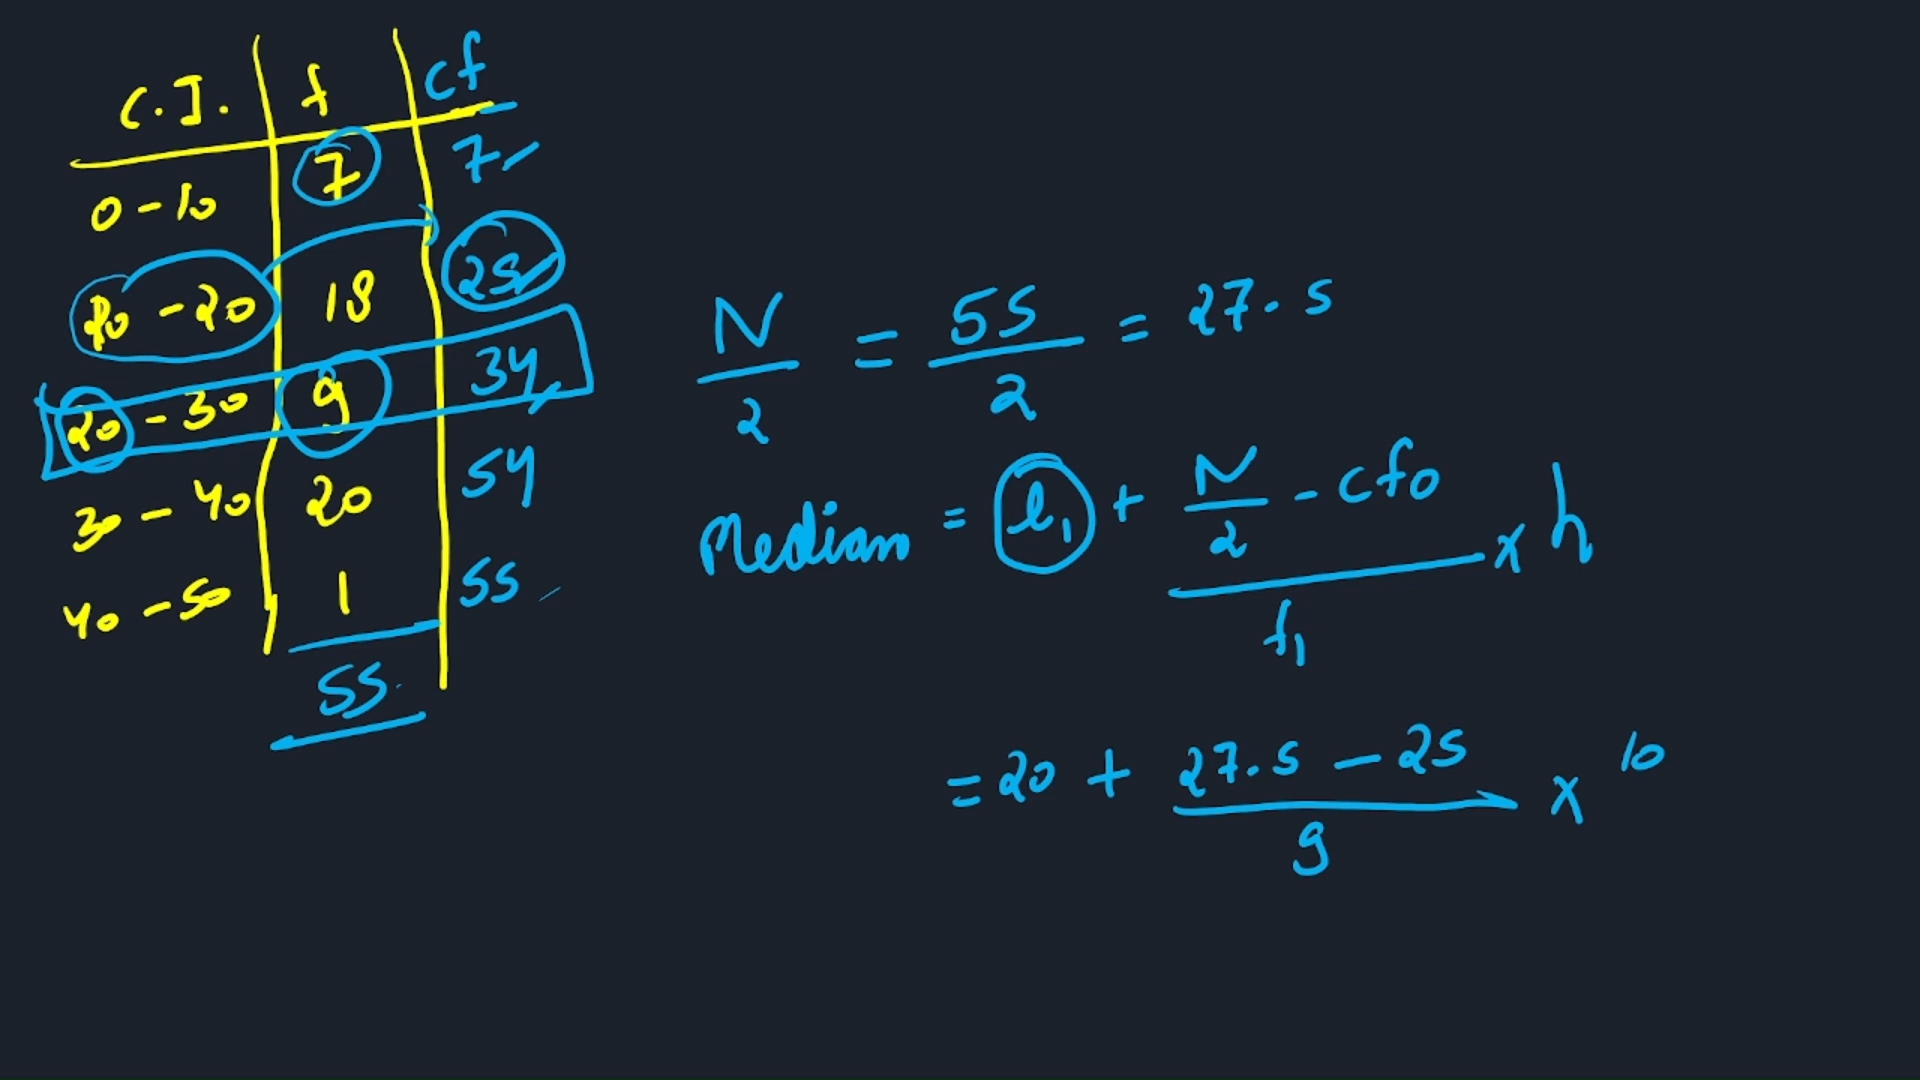 C.I. f cf
0 - 10 7 7
10 - 20 18 25
20 - 30 9 34
30 - 40 20 54
40 - 50 1 55
55
N/2 = 55/2 = 27.5
Median = l₁ + (N/2 - cf0)/f₁ × h
= 20 + (27.5 - 25)/9 × 10